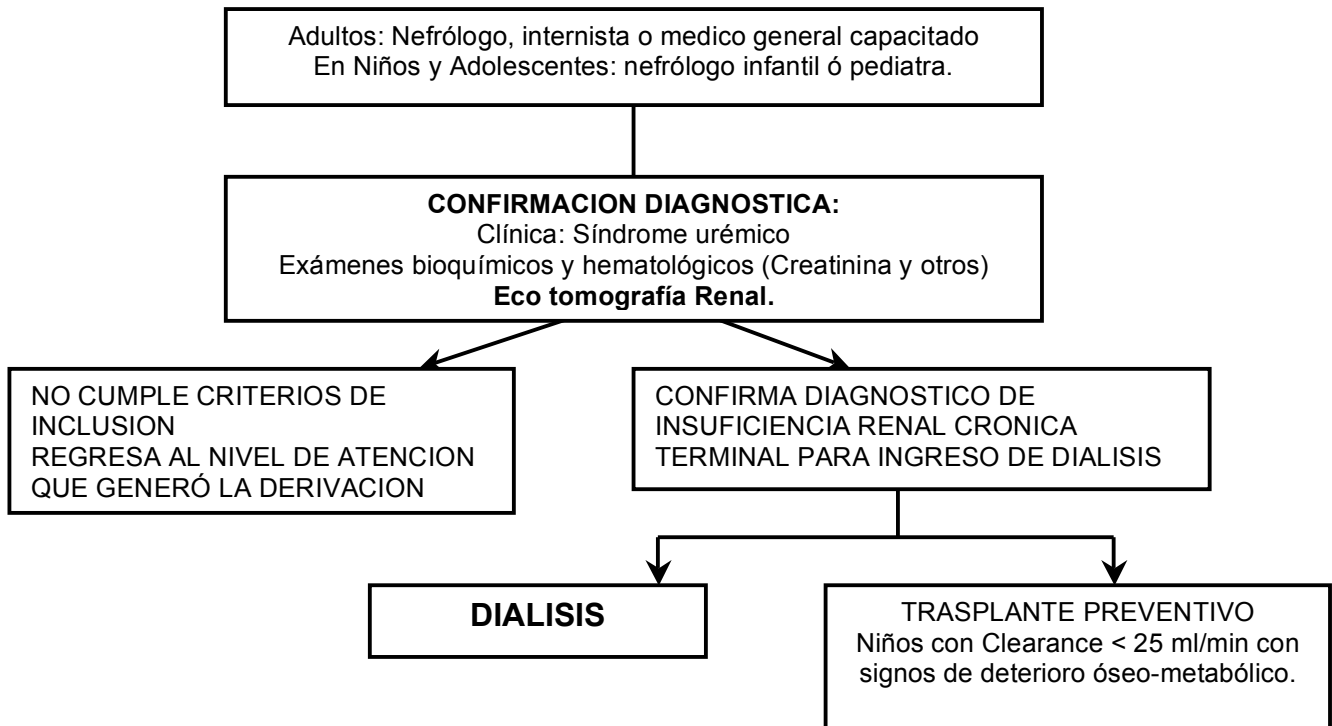 Adultos: Nefrólogo, internista o medico general capacitado
En Niños y Adolescentes: nefrólogo infantil ó pediatra.
CONFIRMACION DIAGNOSTICA:
Clínica: Síndrome urémico
Exámenes bioquímicos y hematológicos (Creatinina y otros)
Eco tomografía Renal.
NO CUMPLE CRITERIOS DE
INCLUSION
REGRESA AL NIVEL DE ATENCION
QUE GENERÓ LA DERIVACION
CONFIRMA DIAGNOSTICO DE
INSUFICIENCIA RENAL CRONICA
TERMINAL PARA INGRESO DE DIALISIS
DIALISIS
TRASPLANTE PREVENTIVO
Niños con Clearance < 25 ml/min con
signos de deterioro óseo-metabólico.